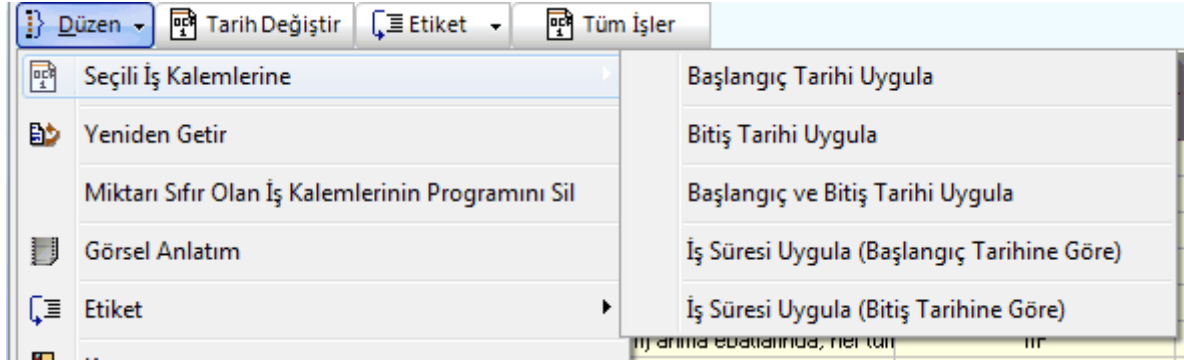 Düzen
Tarih Değiştir
Etiket
Tüm İşler
Seçili İş Kalemlerine
Yeniden Getir
Miktarı Sıfır Olan İş Kalemlerinin Programını Sil
Görsel Anlatım
Etiket
Başlangıç Tarihi Uygula
Bitiş Tarihi Uygula
Başlangıç ve Bitiş Tarihi Uygula
İş Süresi Uygula (Başlangıç Tarihine Göre)
İş Süresi Uygula (Bitiş Tarihine Göre)